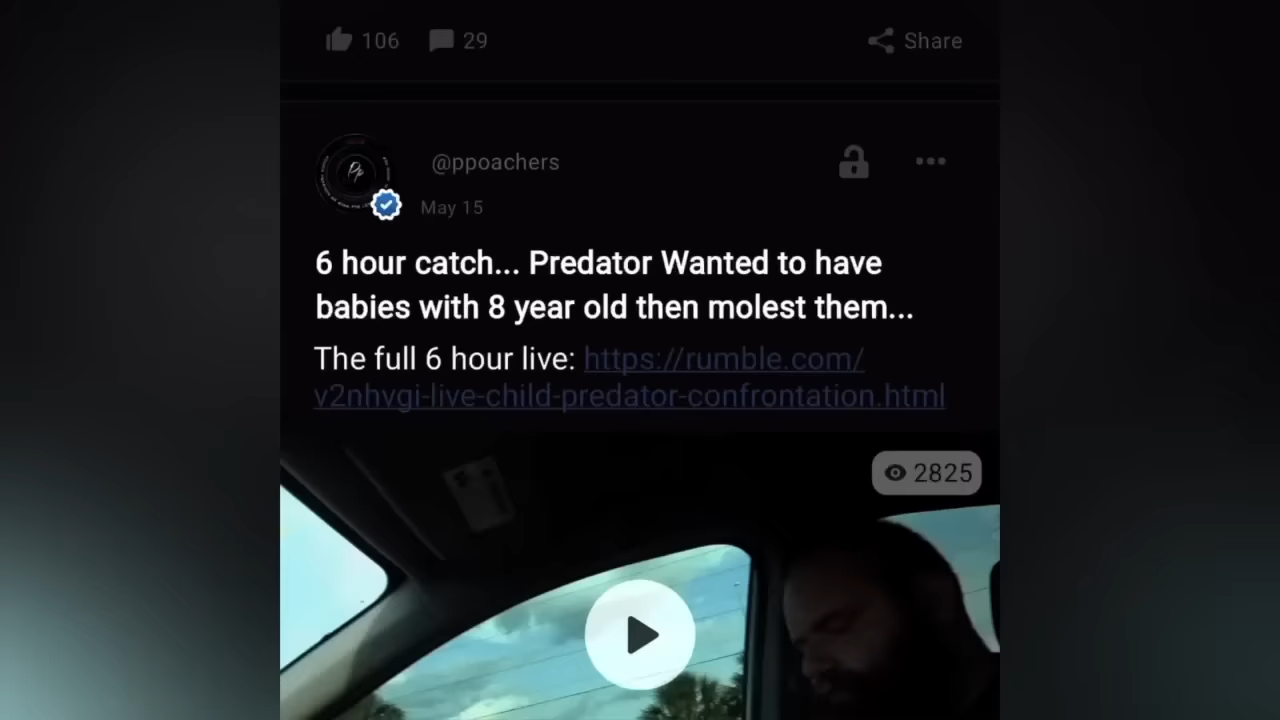 106 29 Share
@ppoachers
May 15
6 hour catch... Predator Wanted to have
babies with 8 year old then molest them...
The full 6 hour live: https://rumble.com/
v2nhvgi-live-child-predator-confrontation.html
2825